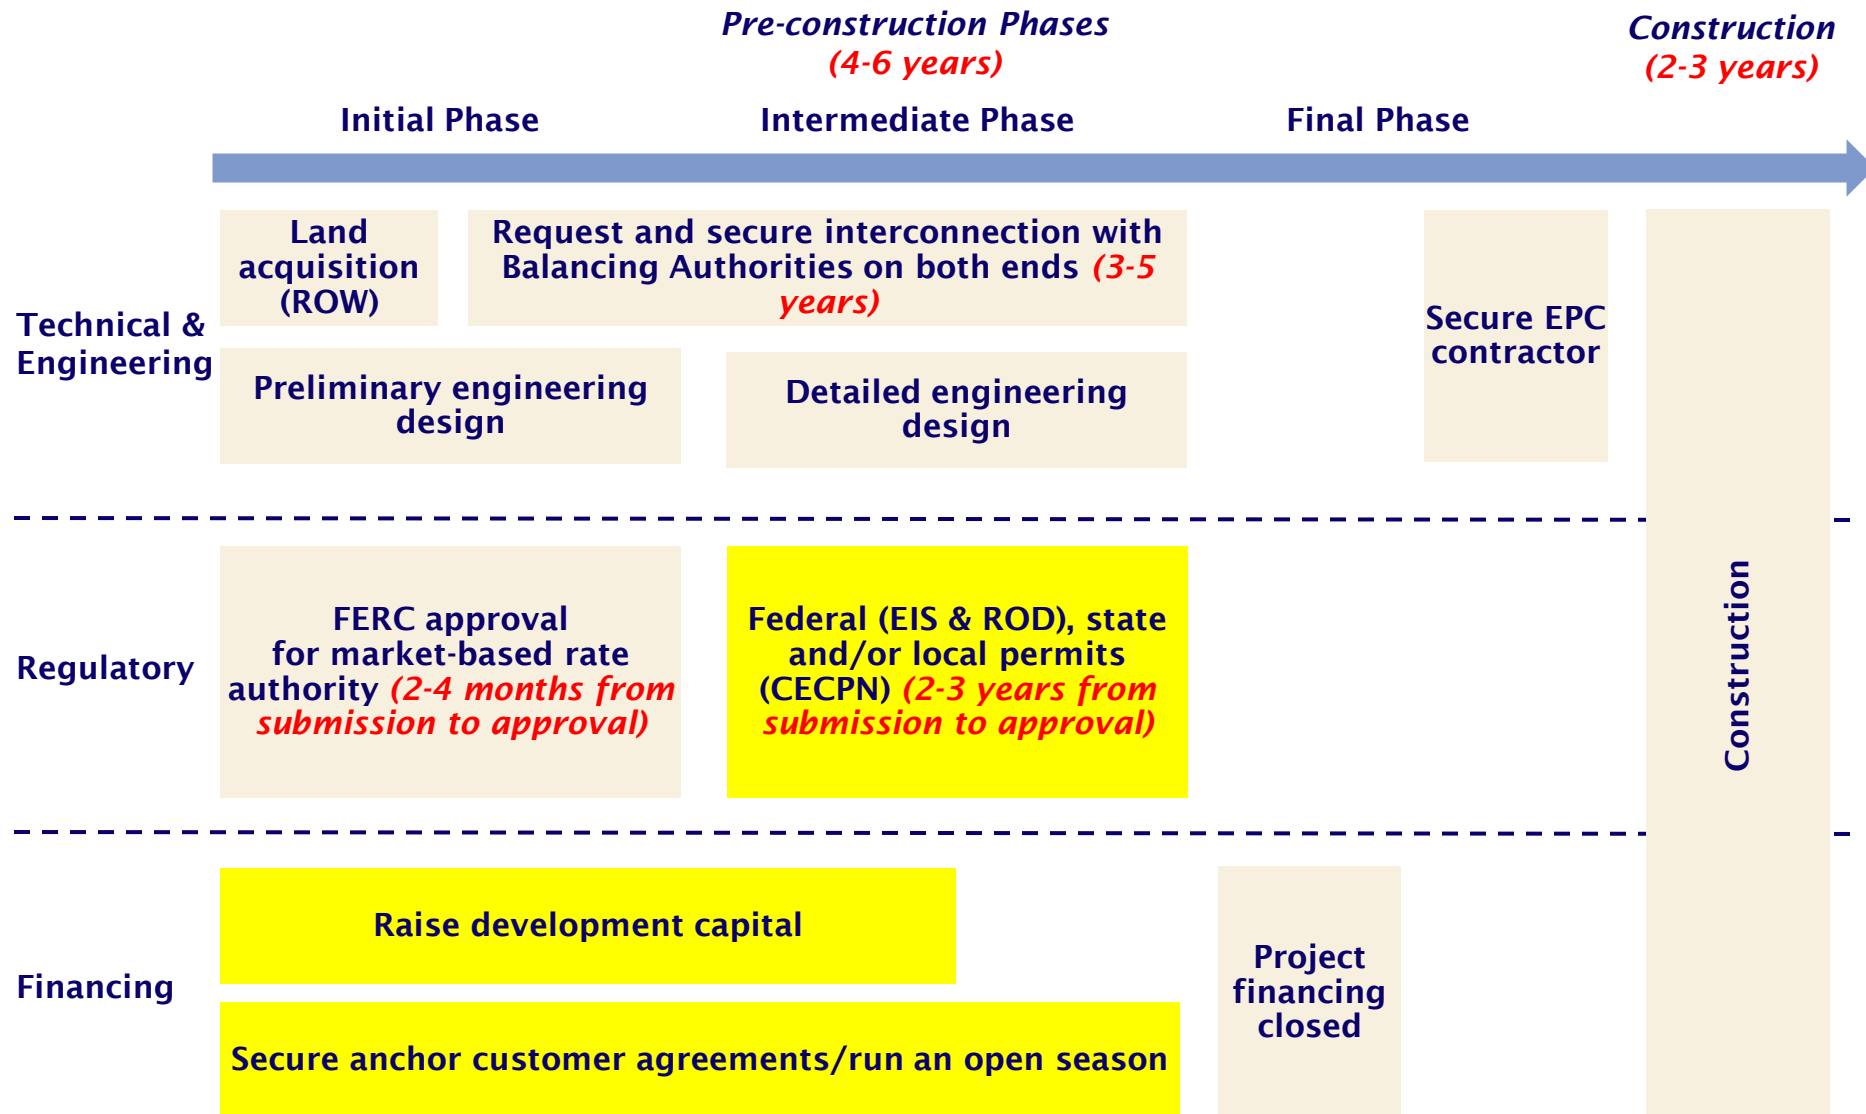 Pre-construction Phases
(4-6 years)
Construction
(2-3 years)
Initial Phase
Intermediate Phase
Final Phase
Technical &
Engineering
Land
acquisition
(ROW)
Request and secure interconnection with
Balancing Authorities on both ends (3-5
years)
Secure EPC
contractor
Preliminary engineering
design
Detailed engineering
design
Regulatory
FERC approval
for market-based rate
authority (2-4 months from
submission to approval)
Federal (EIS & ROD), state
and/or local permits
(CECPN) (2-3 years from
submission to approval)
Construction
Financing
Raise development capital
Secure anchor customer agreements/run an open season
Project
financing
closed